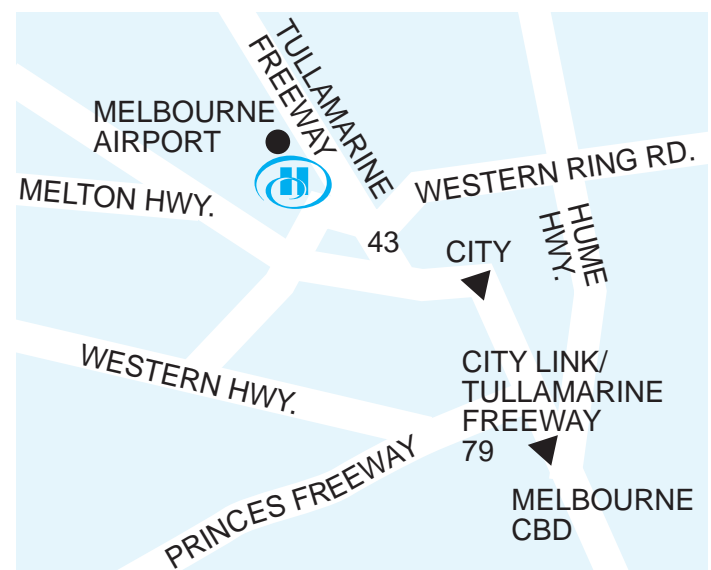 TULLAMARINE
FREEWAY
MELBOURNE
AIRPORT
H
WESTERN RING RD.
MELTON HWY.
HUME
HWY.
43
CITY
WESTERN HWY.
CITY LINK/
TULLAMARINE
FREEWAY
79
PRINCES FREEWAY
MELBOURNE
CBD